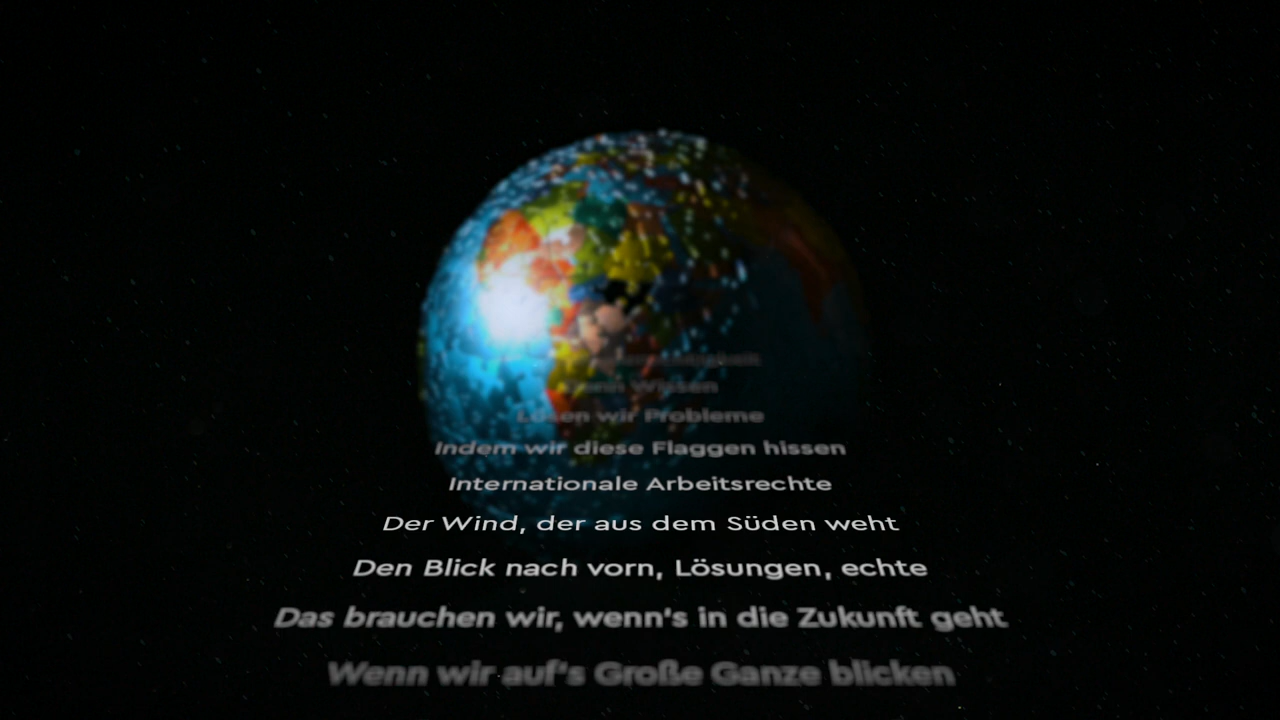 Wissen
Lösen wir Probleme
Indem wir diese Flaggen hissen
Internationale Arbeitsrechte
Der Wind, der aus dem Süden weht
Den Blick nach vorn, Lösungen, echte
Das brauchen wir, wenn's in die Zukunft geht
Wenn wir auf's Große Ganze blicken